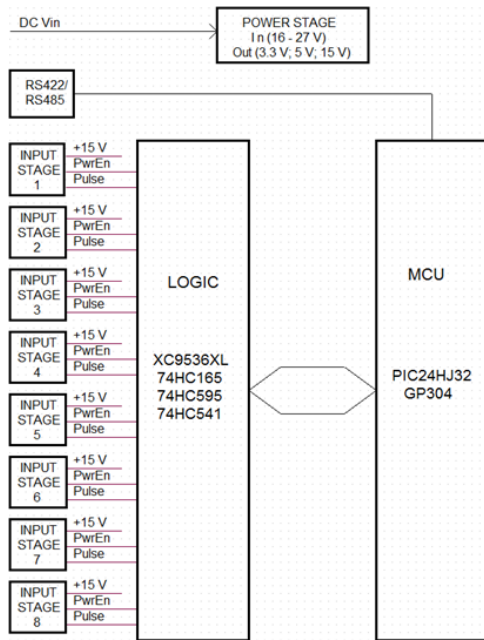 DC Vin
POWER STAGE
In (16 - 27 V)
Out (3.3 V; 5 V; 15 V)
RS422/
RS485
INPUT
STAGE
1
+15 V
PwrEn
Pulse
INPUT
STAGE
2
+15 V
PwrEn
Pulse
INPUT
STAGE
3
+15 V
PwrEn
Pulse
INPUT
STAGE
4
+15 V
PwrEn
Pulse
INPUT
STAGE
5
+15 V
PwrEn
Pulse
INPUT
STAGE
6
+15 V
PwrEn
Pulse
INPUT
STAGE
7
+15 V
PwrEn
Pulse
INPUT
STAGE
8
+15 V
PwrEn
Pulse
LOGIC
XC9536XL
74HC165
74HC595
74HC541
MCU
PIC24HJ32
GP304